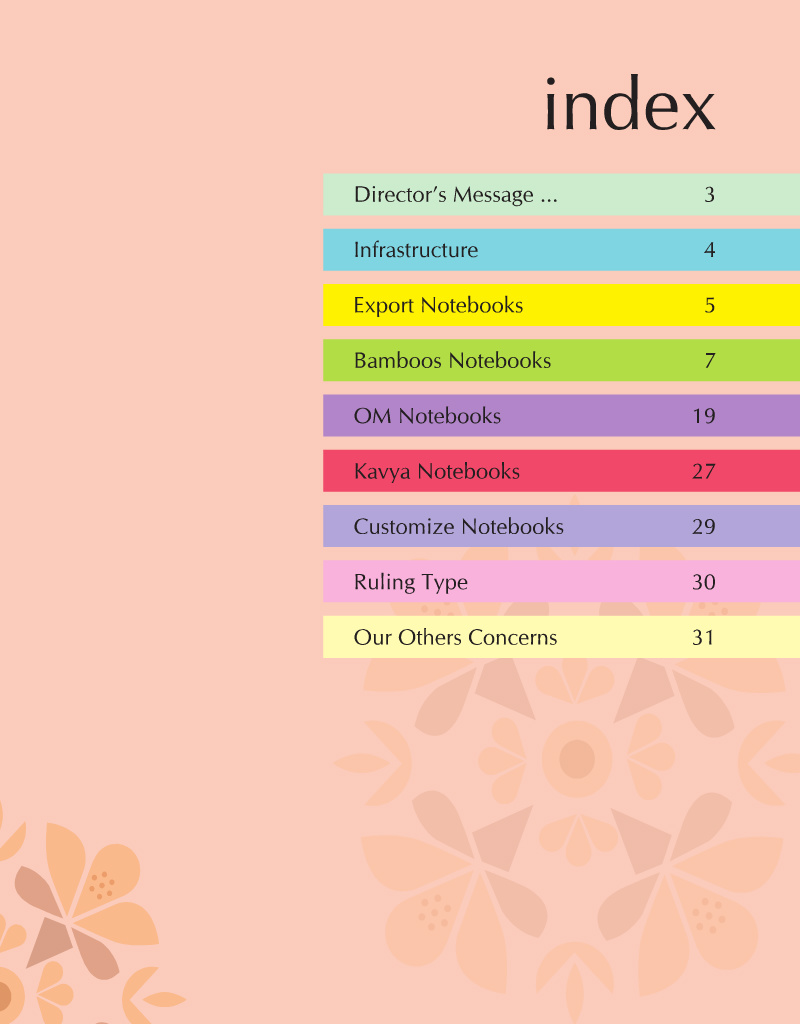 index
Director’s Message ... 3
Infrastructure 4
Export Notebooks 5
Bamboos Notebooks 7
OM Notebooks 19
Kavya Notebooks 27
Customize Notebooks 29
Ruling Type 30
Our Others Concerns 31